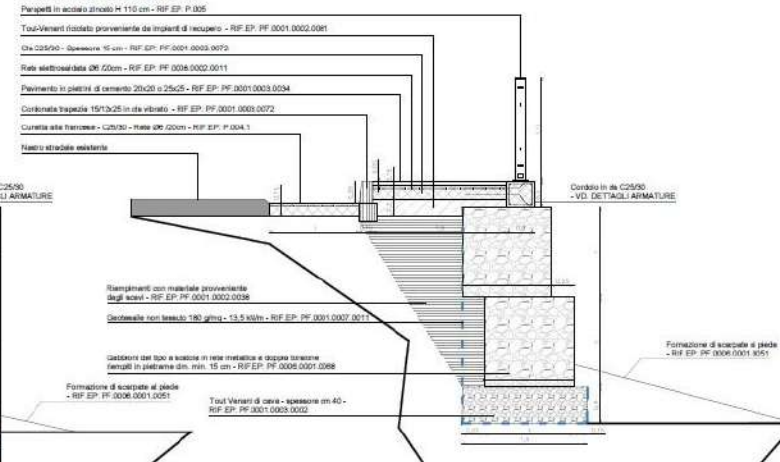 Parapetti in acciaio zincato H 110 cm - RIF.EP: P.005
Tout-Venant riciclato proveniente da impianti di recupero - RIF.EP: PF.0001.0002.0081
Cls C25/30 - Spessore 15 cm - RIF.EP: PF.0001.0003.0072
Rete elettrosaldata Ø6 /20cm - RIF.EP: PF.0008.0002.0011
Pavimento in pietrini di cemento 20x20 o 25x25 - RIF.EP: PF.0001.0003.0034
Cordonata trapezia 15/12x25 in cls vibrato - RIF.EP: PF.0001.0003.0072
Cunetta alla francese - C25/30 - Rete Ø6 /20cm - RIF.EP: P.004.1
Nastro stradale esistente
C25/30
LI ARMATURE
Cordolo in cls C25/30
- VD. DETTAGLI ARMATURE
Riempimenti con materiale proveniente
dagli scavi - RIF.EP: PF.0001.0002.0038
Geotessile non tessuto 180 g/mq - 13,5 kN/m - RIF.EP: PF.0001.0007.0011
Gabbioni del tipo a scatola in rete metallica a doppia torsione
riempiti in pietrame dim. min. 15 cm - RIF.EP: PF.0008.0001.0068
Formazione di scarpate al piede
- RIF.EP: PF.0008.0001.0051
Formazione di scarpate al piede
- RIF.EP: PF.0008.0001.0051
Tout Venant di cava - spessore cm 40 -
RIF.EP: PF.0001.0003.0002